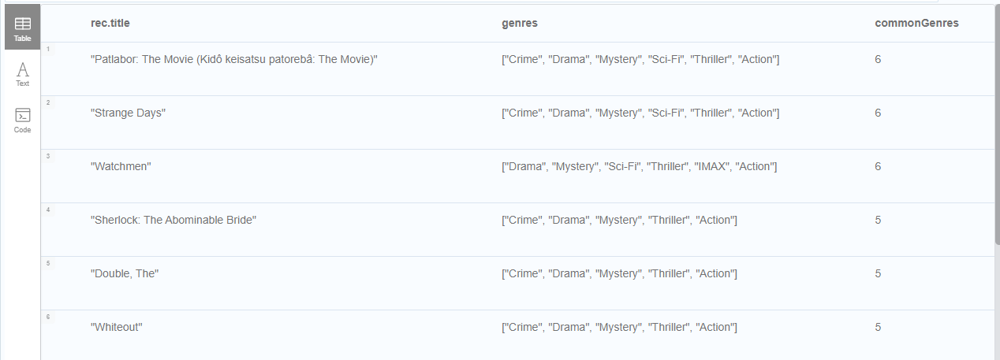 rec.title genres commonGenres
Table
1
"Patlabor: The Movie (Kidô keisatsu patorebâ: The Movie)" ["Crime", "Drama", "Mystery", "Sci-Fi", "Thriller", "Action"] 6
Text
2
"Strange Days" ["Crime", "Drama", "Mystery", "Sci-Fi", "Thriller", "Action"] 6
Code
3
"Watchmen" ["Drama", "Mystery", "Sci-Fi", "Thriller", "IMAX", "Action"] 6
4
"Sherlock: The Abominable Bride" ["Crime", "Drama", "Mystery", "Thriller", "Action"] 5
5
"Double, The" ["Crime", "Drama", "Mystery", "Thriller", "Action"] 5
6
"Whiteout" ["Crime", "Drama", "Mystery", "Thriller", "Action"] 5